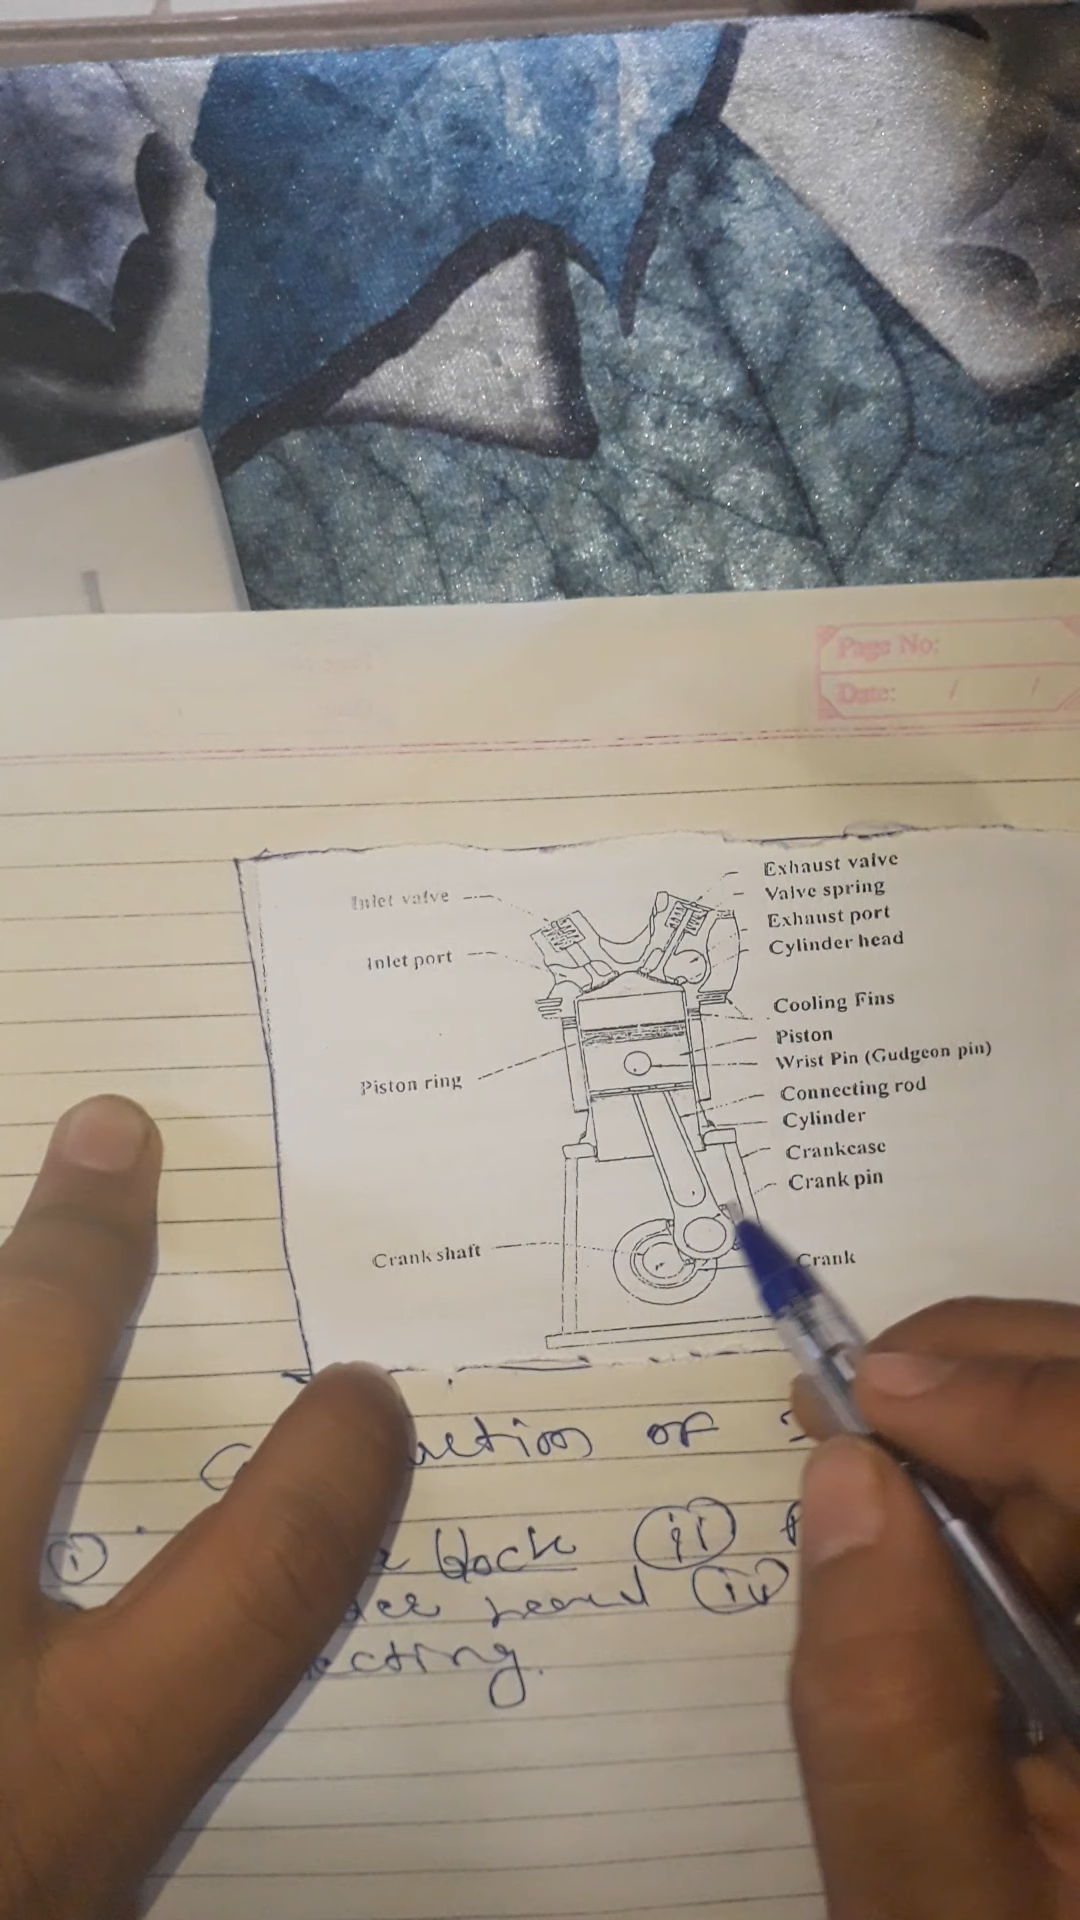 Page No:
Date: / /
Exhaust valve
Inlet valve
Valve spring
Exhaust port
Cylinder head
Inlet port
Cooling Fins
Piston
Wrist Pin (Gudgeon pin)
Piston ring
Connecting rod
Cylinder
Crankcase
Crank pin
Crank shaft
Crank
of
(i) block (ii)
(iv)